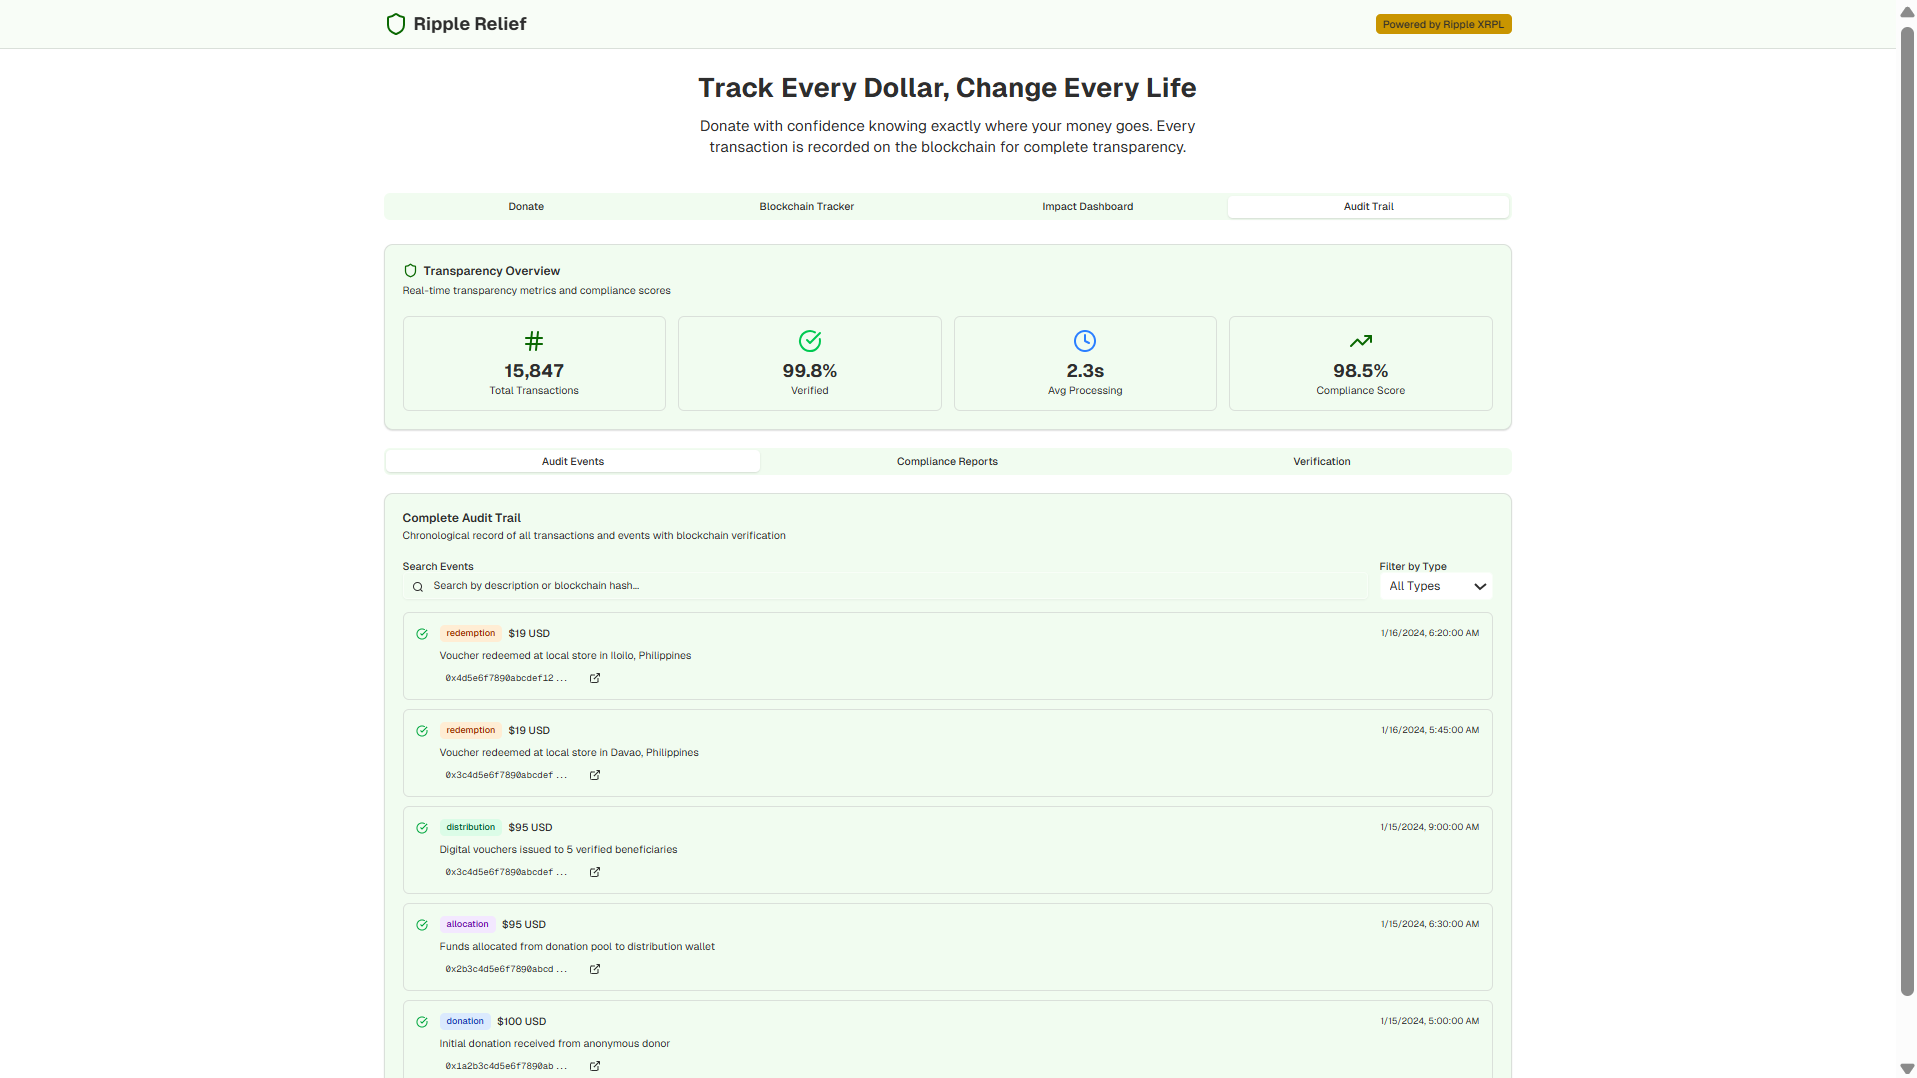 Ripple Relief
Powered by Ripple XRPL
Track Every Dollar, Change Every Life
Donate with confidence knowing exactly where your money goes. Every
transaction is recorded on the blockchain for complete transparency.
Donate
Blockchain Tracker
Impact Dashboard
Audit Trail
Transparency Overview
Real-time transparency metrics and compliance scores
15,847
Total Transactions
99.8%
Verified
2.3s
Avg Processing
98.5%
Compliance Score
Audit Events
Compliance Reports
Verification
Complete Audit Trail
Chronological record of all transactions and events with blockchain verification
Search Events
Search by description or blockchain hash...
Filter by Type
All Types
redemption $19 USD
1/16/2024, 6:20:00 AM
Voucher redeemed at local store in Iloilo, Philippines
0x4d5e6f7890abcdef12...
redemption $19 USD
1/16/2024, 5:45:00 AM
Voucher redeemed at local store in Davao, Philippines
0x3c4d5e6f7890abcdef...
distribution $95 USD
1/15/2024, 9:00:00 AM
Digital vouchers issued to 5 verified beneficiaries
0x3c4d5e6f7890abcdef...
allocation $95 USD
1/15/2024, 6:30:00 AM
Funds allocated from donation pool to distribution wallet
0x2b3c4d5e6f7890abcd...
donation $100 USD
1/15/2024, 5:00:00 AM
Initial donation received from anonymous donor
0x1a2b3c4d5e6f7890ab...